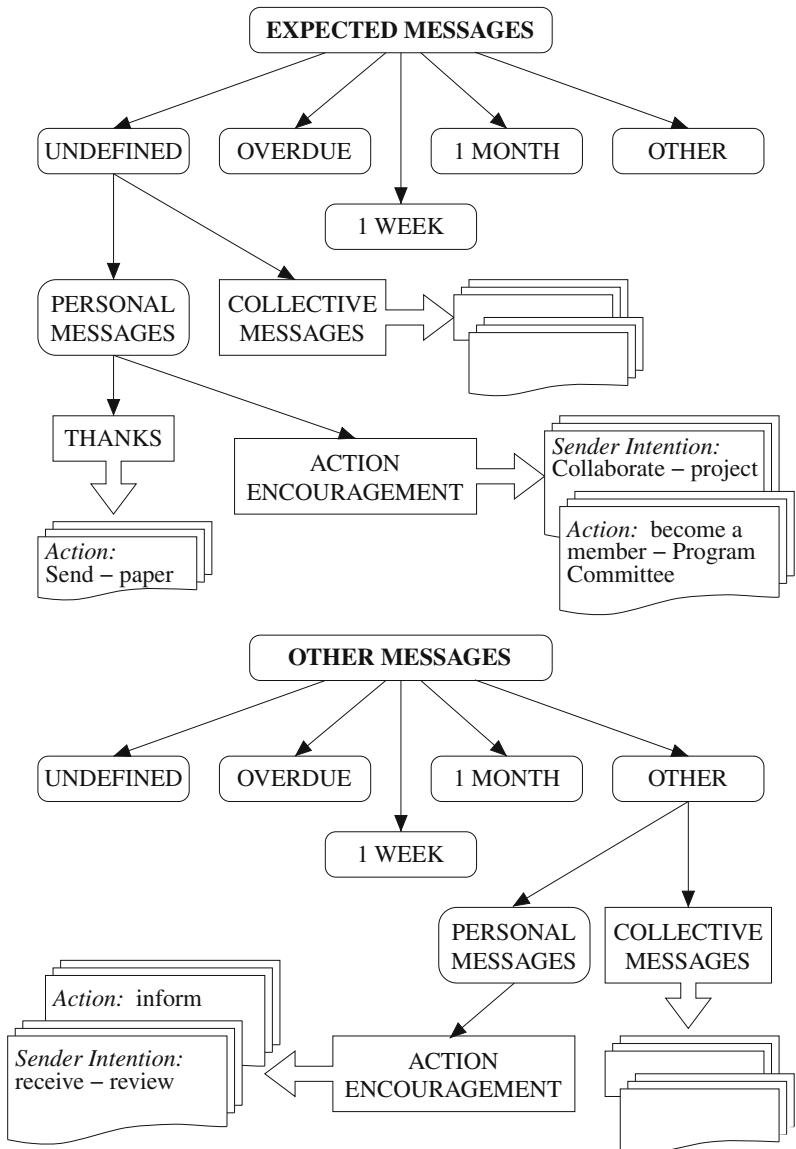 EXPECTED MESSAGES
UNDEFINED
OVERDUE
1 MONTH
OTHER
1 WEEK
PERSONAL
MESSAGES
COLLECTIVE
MESSAGES
THANKS
ACTION
ENCOURAGEMENT
Sender Intention:
Collaborate – project
Action: become a
member – Program
Committee
Action:
Send – paper
OTHER MESSAGES
UNDEFINED
OVERDUE
1 MONTH
OTHER
1 WEEK
PERSONAL
MESSAGES
COLLECTIVE
MESSAGES
Action: inform
Sender Intention:
receive – review
ACTION
ENCOURAGEMENT